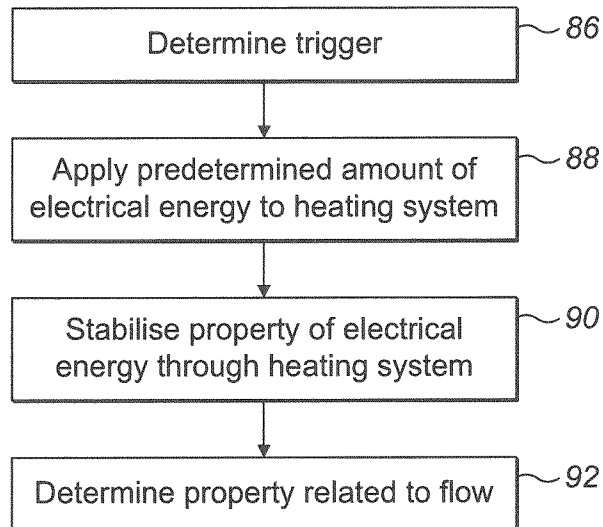 Determine trigger
86
Apply predetermined amount of
electrical energy to heating system
88
Stabilise property of electrical
energy through heating system
90
Determine property related to flow
92